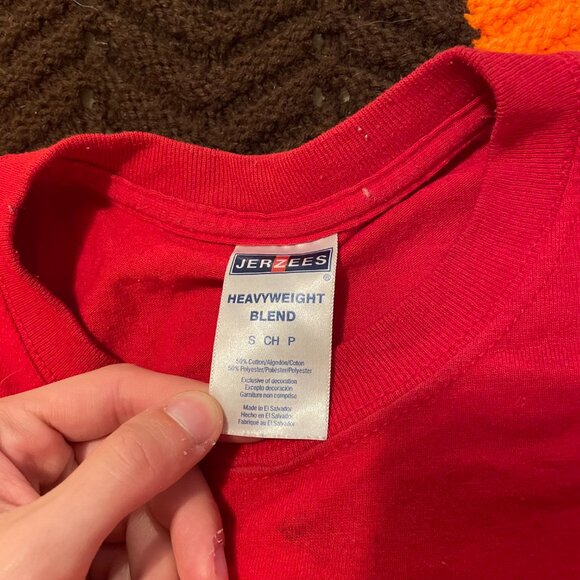 JERZEES
®
HEAVYWEIGHT
BLEND
S CH P
50% Cotton/Algodón/Coton
50% Polyester/Poliéster/Polyester
Exclusive of decoration
Excepto decoración
Garniture non comprise
Made in El Salvador
Hecho en El Salvador
Fabriqué au El Salvador